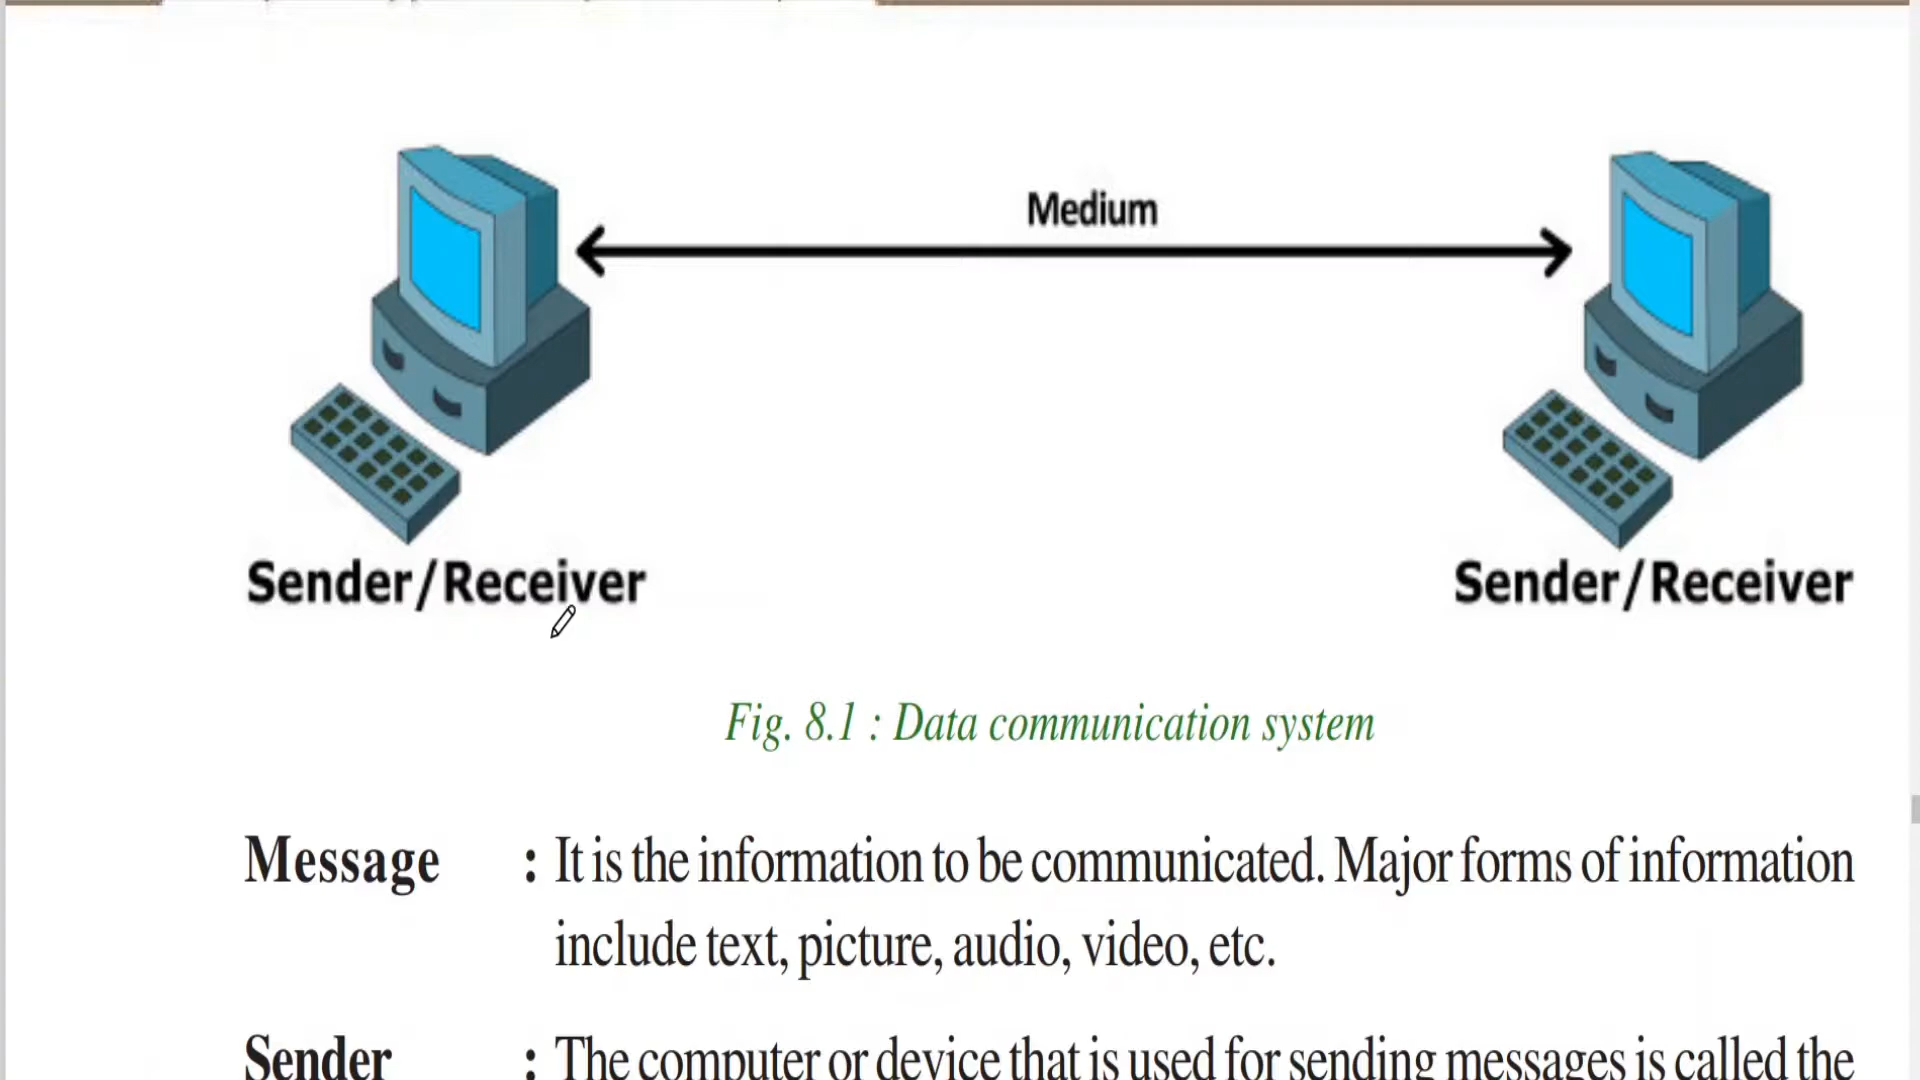 Medium
Sender/Receiver Sender/Receiver
Fig. 8.1 : Data communication system
Message : It is the information to be communicated. Major forms of information
include text, picture, audio, video, etc.
Sender : The computer or device that is used for sending messages is called the